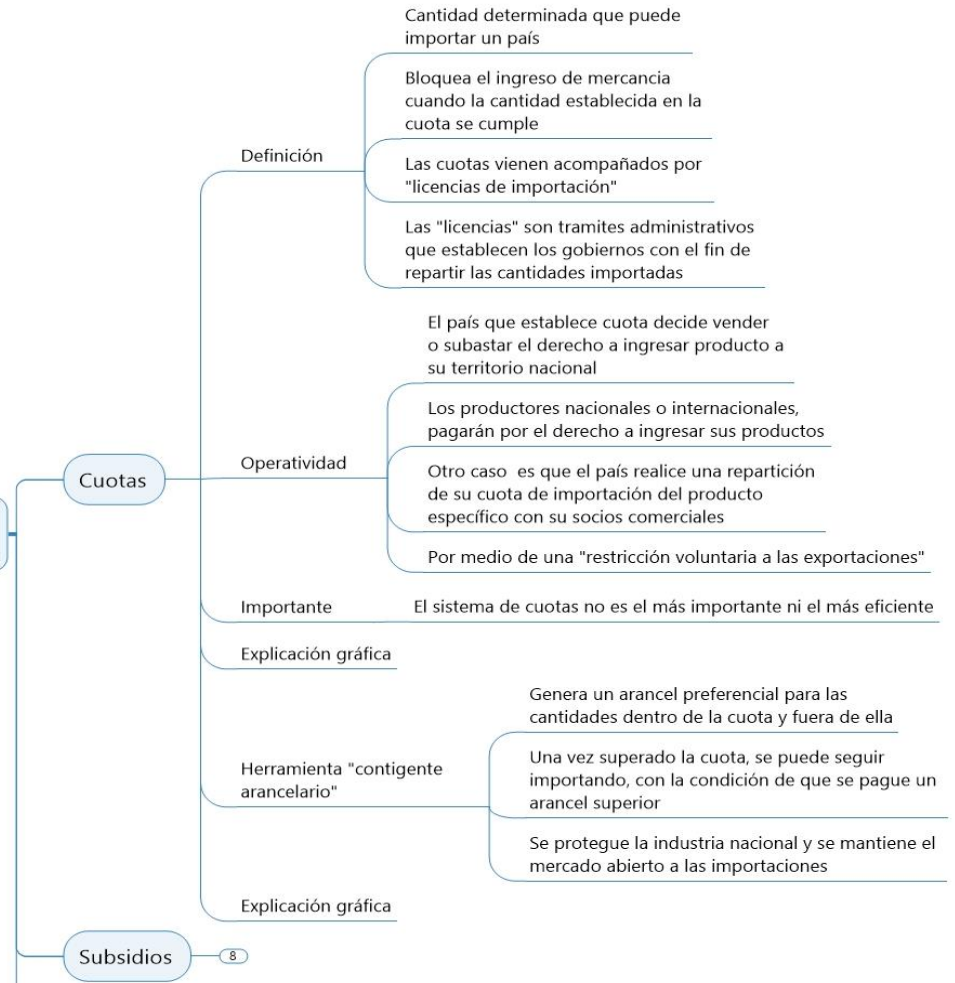 Cantidad determinada que puede
importar un país
Bloquea el ingreso de mercancia
cuando la cantidad establecida en la
cuota se cumple
Definición
Las cuotas vienen acompañados por
"licencias de importación"
Las "licencias" son tramites administrativos
que establecen los gobiernos con el fin de
repartir las cantidades importadas
El país que establece cuota decide vender
o subastar el derecho a ingresar producto a
su territorio nacional
Los productores nacionales o internacionales,
pagarán por el derecho a ingresar sus productos
Operatividad
Cuotas
Otro caso es que el país realice una repartición
de su cuota de importación del producto
específico con su socios comerciales
Por medio de una "restricción voluntaria a las exportaciones"
Importante
El sistema de cuotas no es el más importante ni el más eficiente
Explicación gráfica
Genera un arancel preferencial para las
cantidades dentro de la cuota y fuera de ella
Herramienta "contigente
arancelario"
Una vez superado la cuota, se puede seguir
importando, con la condición de que se pague un
arancel superior
Se protegue la industria nacional y se mantiene el
mercado abierto a las importaciones
Explicación gráfica
Subsidios
8